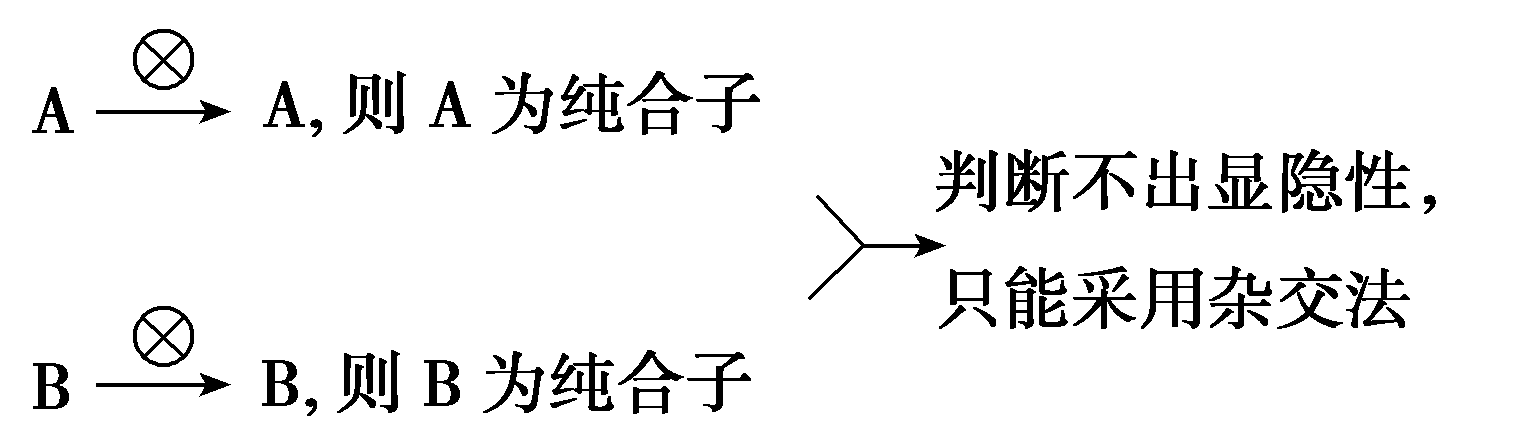 A ⊗ A, 则 A 为纯合子
判断不出显隐性,
只能采用杂交法
B ⊗ B, 则 B 为纯合子